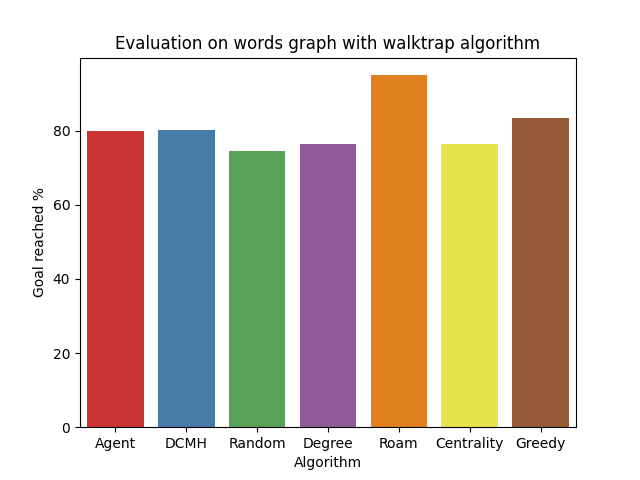 Evaluation on words graph with walktrap algorithm
Goal reached %
80
60
40
20
0
Agent DCMH Random Degree Roam Centrality Greedy
Algorithm